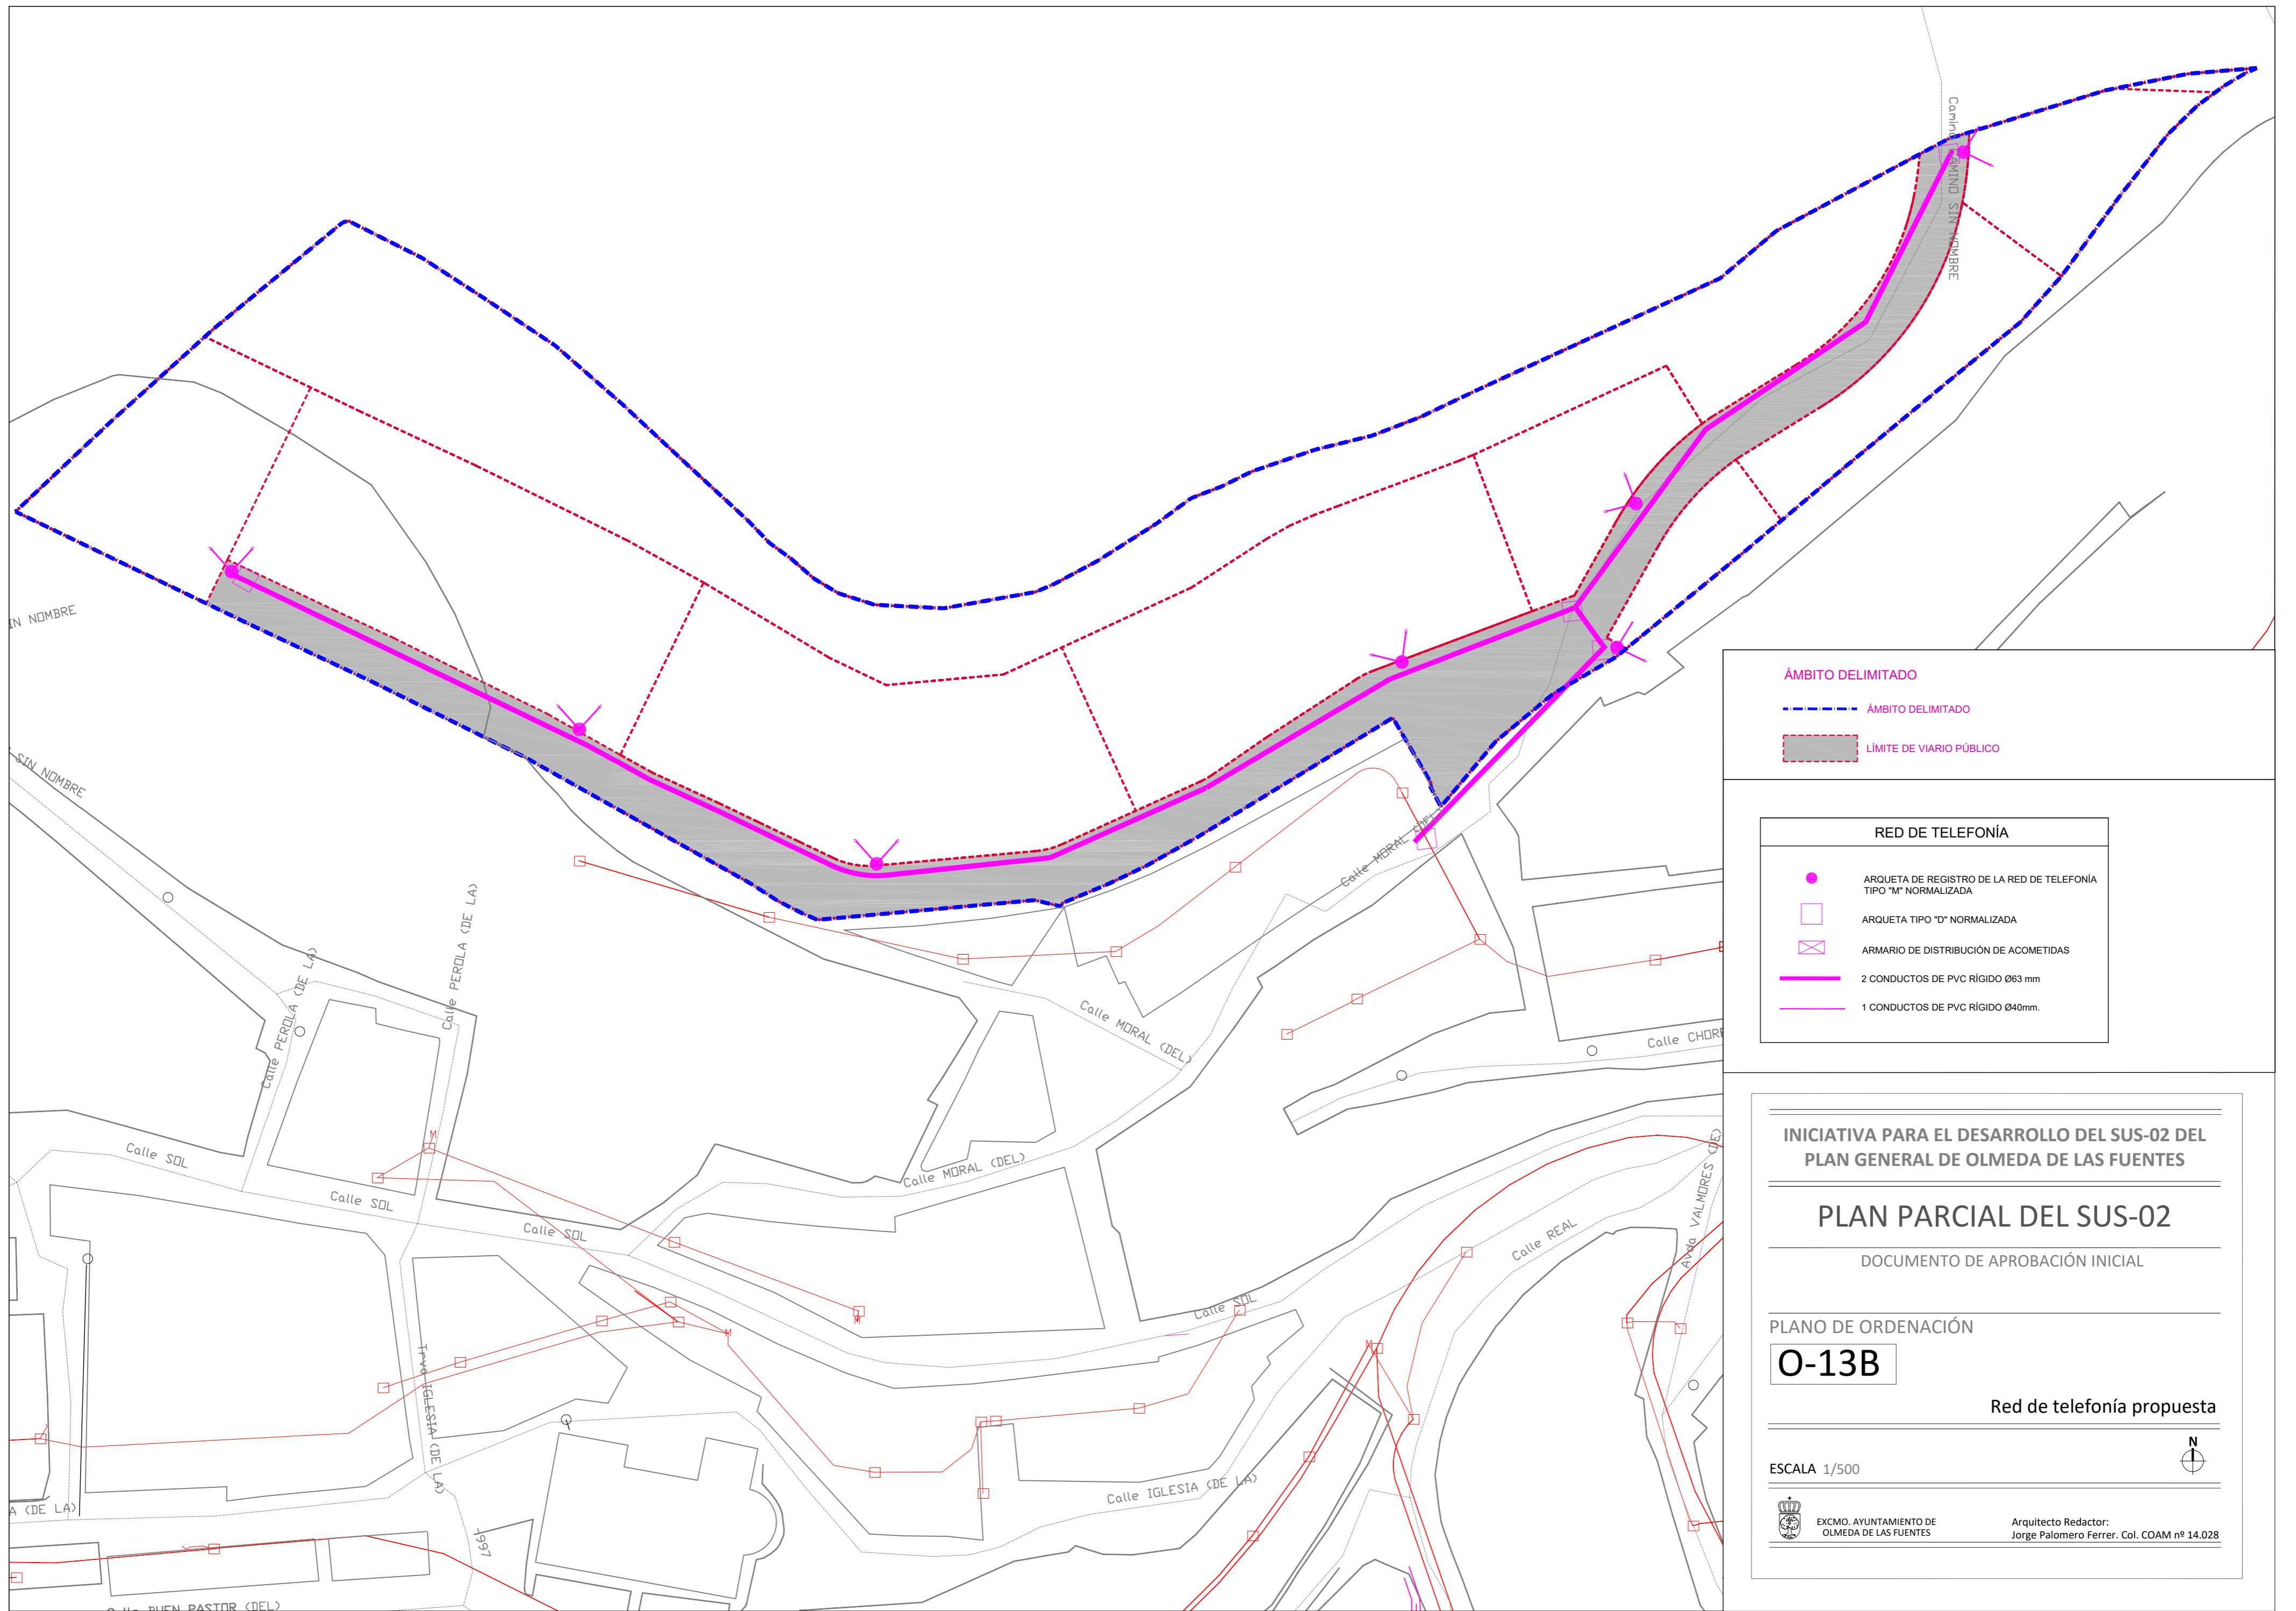 Camino
CAMINO SIN NOMBRE
IN NOMBRE
SIN NOMBRE
Calle PEROLA (DE LA)
Calle PEROLA (DE LA)
Calle MORAL (DEL)
Calle MORAL (DEL)
Calle MORAL (DEL)
Calle SOL
Calle SOL
Calle SOL
Calle SOL
Calle REAL
Avda VALMORES (DE)
Trva IGLESIA (DE LA)
Calle IGLESIA (DE LA)
A (DE LA)
PASTOR (DEL)
M
M
M
M
ÁMBITO DELIMITADO
ÁMBITO DELIMITADO
LÍMITE DE VIARIO PÚBLICO
RED DE TELEFONÍA
ARQUETA DE REGISTRO DE LA RED DE TELEFONÍA
TIPO "M" NORMALIZADA
ARQUETA TIPO "D" NORMALIZADA
ARMARIO DE DISTRIBUCIÓN DE ACOMETIDAS
2 CONDUCTOS DE PVC RÍGIDO Ø63 mm
1 CONDUCTOS DE PVC RÍGIDO Ø40mm.
INICIATIVA PARA EL DESARROLLO DEL SUS-02 DEL
PLAN GENERAL DE OLMEDA DE LAS FUENTES
PLAN PARCIAL DEL SUS-02
DOCUMENTO DE APROBACIÓN INICIAL
PLANO DE ORDENACIÓN
O-13B
Red de telefonía propuesta
N
ESCALA 1/500
EXCMO. AYUNTAMIENTO DE
OLMEDA DE LAS FUENTES
Arquitecto Redactor:
Jorge Palomero Ferrer. Col. COAM nº 14.028